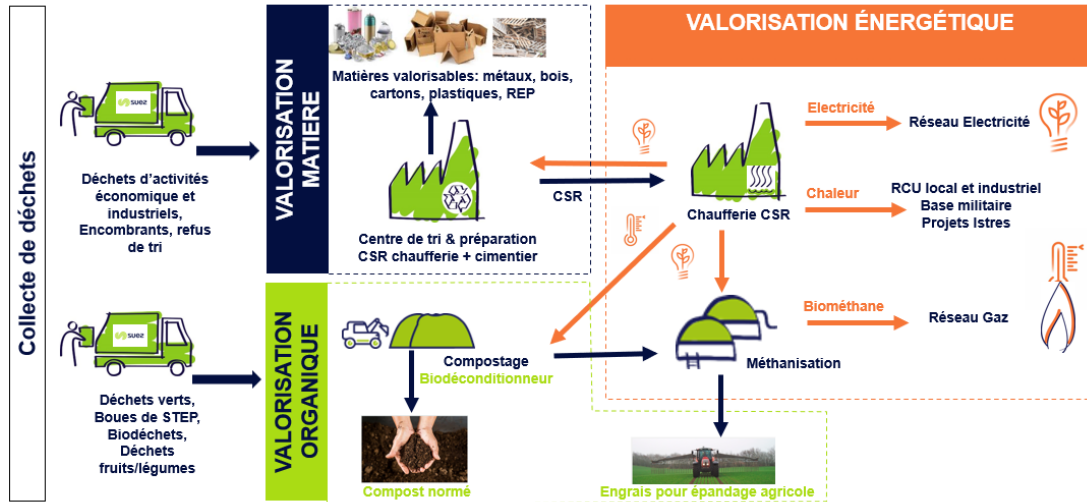 Collecte de déchets
suez
Déchets d'activités
économique et
industriels,
Encombrants, refus
de tri
suez
Déchets verts,
Boues de STEP,
Biodéchets,
Déchets
fruits/légumes
VALORISATION
MATIERE
Matières valorisables: métaux, bois,
cartons, plastiques, REP
Centre de tri & préparation
CSR chaufferie + cimentier
CSR
VALORISATION ÉNERGÉTIQUE
Chaufferie CSR
Electricité
Réseau Electricité
Chaleur
RCU local et industriel
Base militaire
Projets Istres
Biométhane
Réseau Gaz
VALORISATION
ORGANIQUE
Compostage
Biodéconditionneur
Méthanisation
Compost normé
Engrais pour épandage agricole